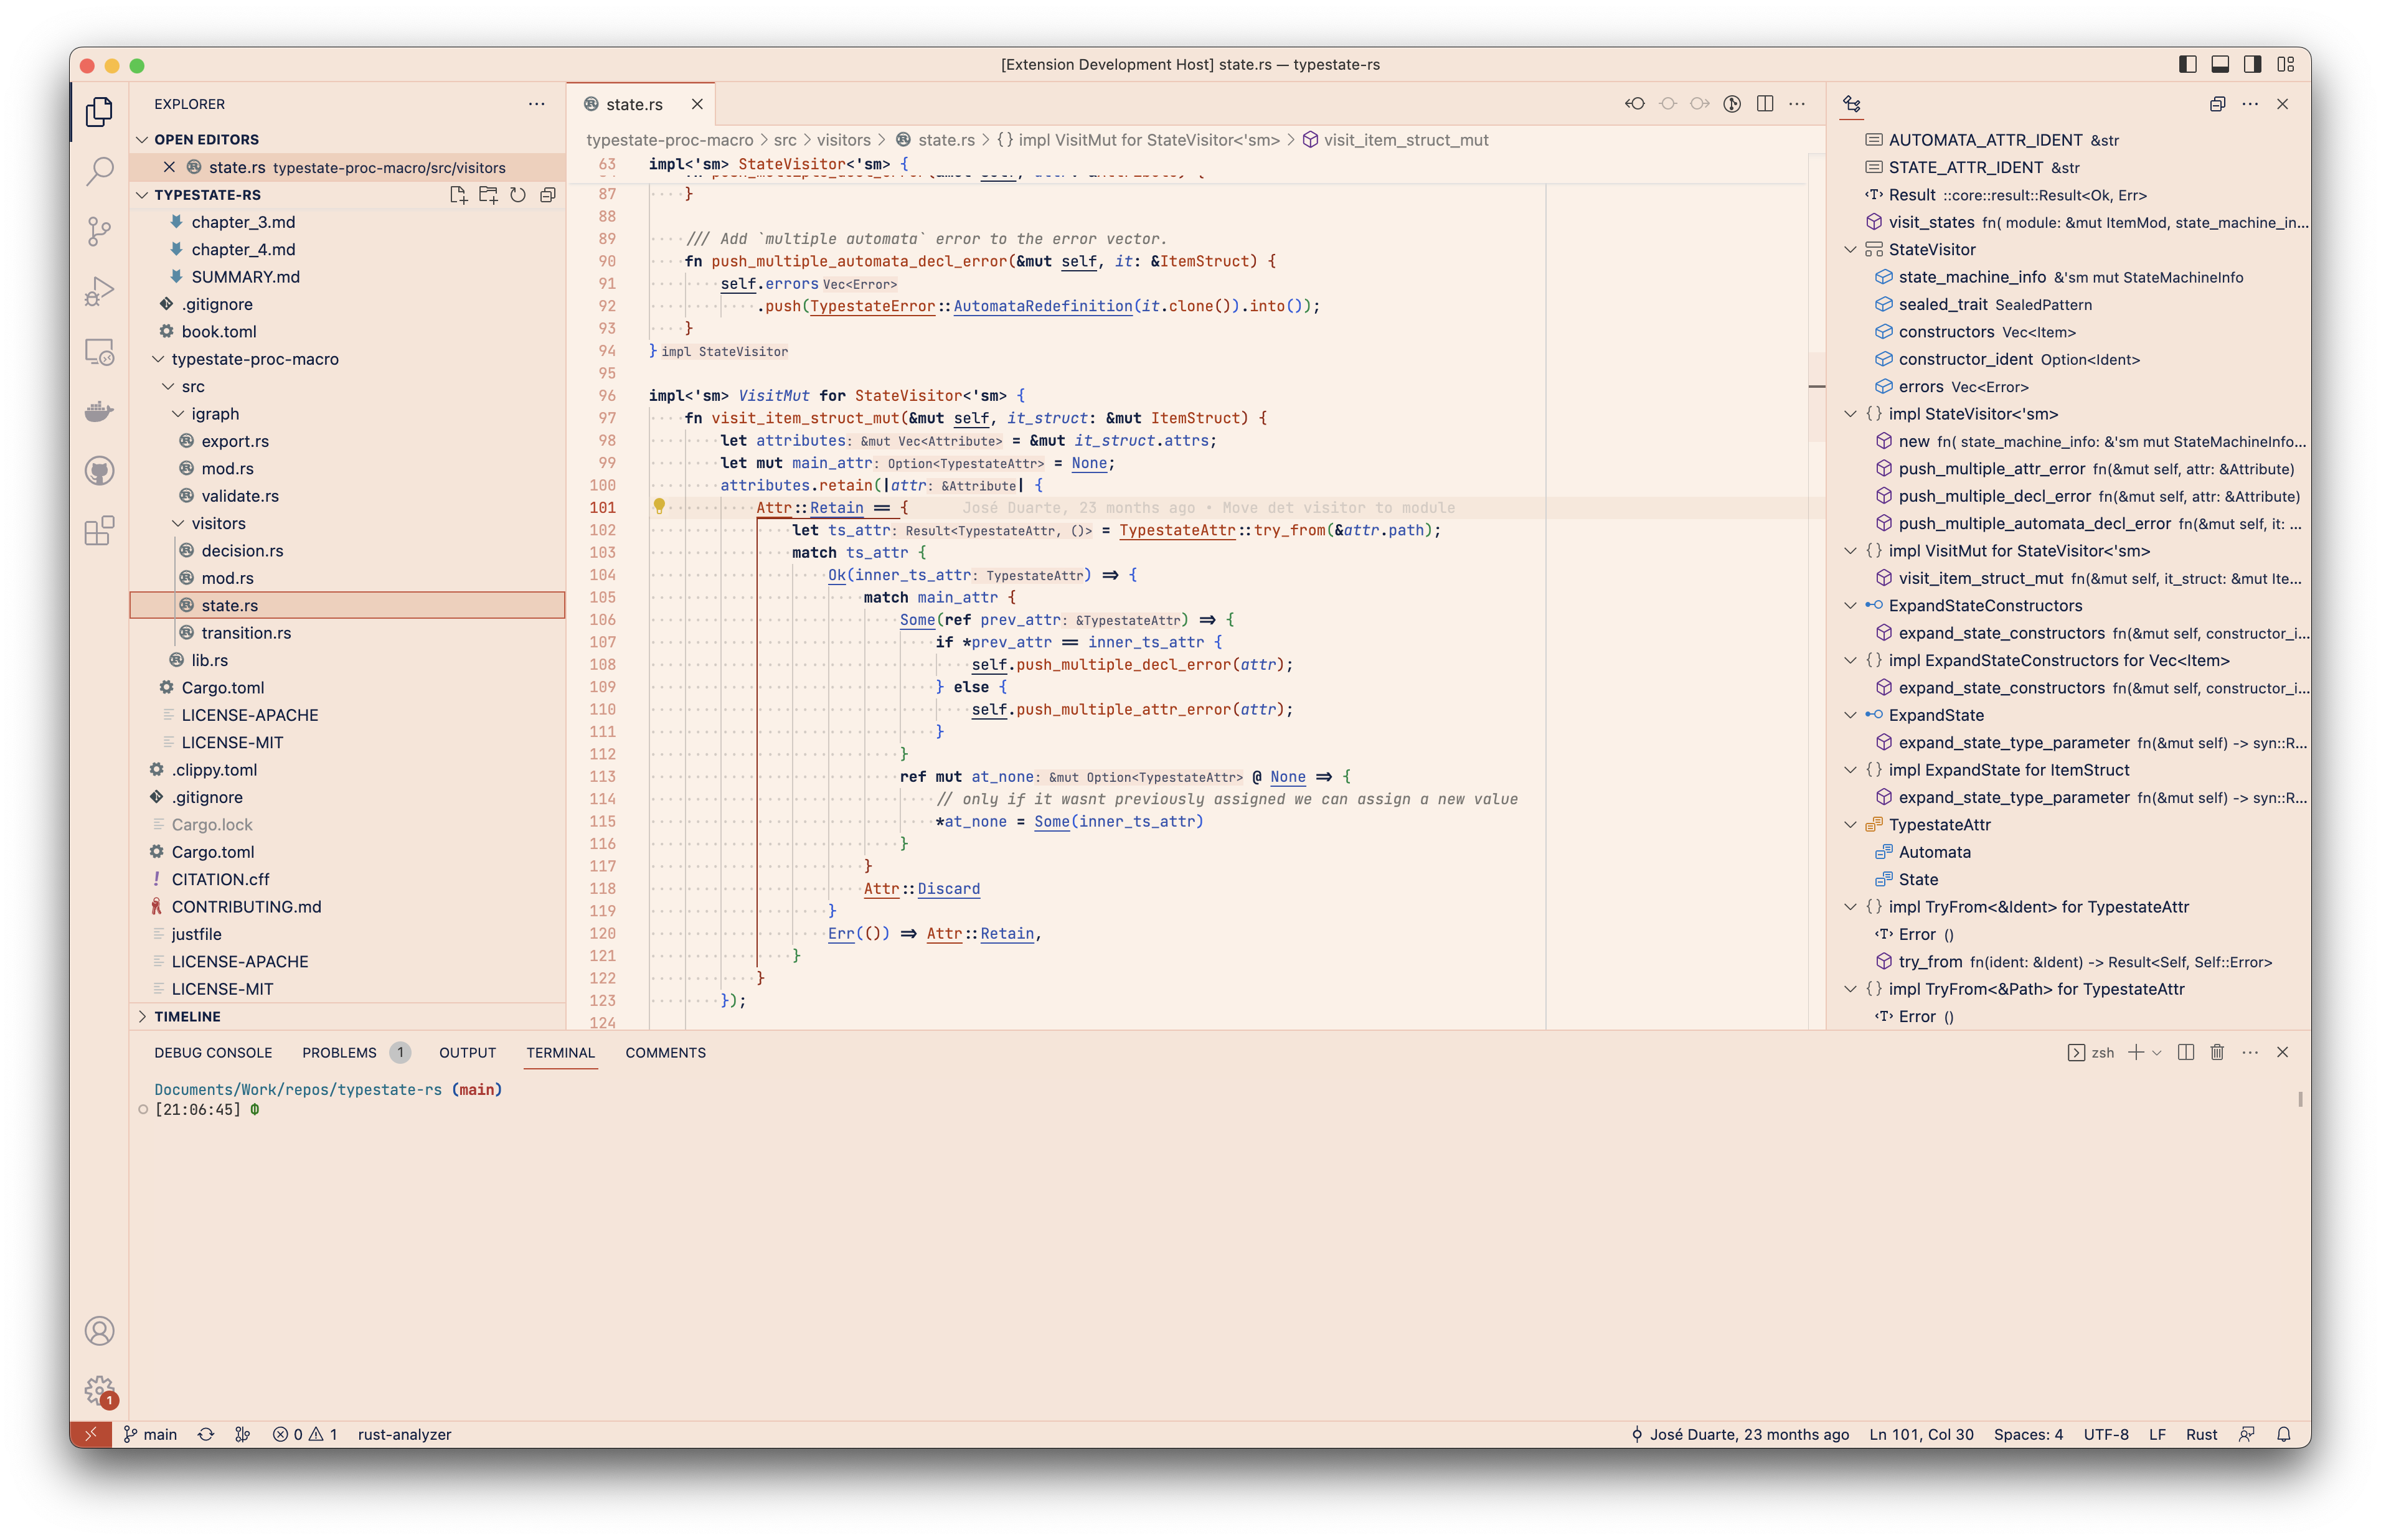 [Extension Development Host] state.rs — typestate-rs
EXPLORER
OPEN EDITORS
state.rs typestate-proc-macro/src/visitors
TYPESTATE-RS
chapter_3.md
chapter_4.md
SUMMARY.md
.gitignore
book.toml
typestate-proc-macro
src
igraph
export.rs
mod.rs
validate.rs
visitors
decision.rs
mod.rs
state.rs
transition.rs
lib.rs
Cargo.toml
LICENSE-APACHE
LICENSE-MIT
.clippy.toml
.gitignore
Cargo.lock
Cargo.toml
CITATION.cff
CONTRIBUTING.md
justfile
LICENSE-APACHE
LICENSE-MIT
TIMELINE
state.rs
typestate-proc-macro > src > visitors > state.rs > {} impl VisitMut for StateVisitor<'sm> > visit_item_struct_mut
63 impl<'sm> StateVisitor<'sm> {
87 }
88
89 /// Add `multiple automata` error to the error vector.
90 fn push_multiple_automata_decl_error(&mut self, it: &ItemStruct) {
91 self.errors Vec<Error>
92 .push(TypestateError::AutomataRedefinition(it.clone()).into());
93 }
94 } impl StateVisitor
95
96 impl<'sm> VisitMut for StateVisitor<'sm> {
97 fn visit_item_struct_mut(&mut self, it_struct: &mut ItemStruct) {
98 let attributes: &mut Vec<Attribute> = &mut it_struct.attrs;
99 let mut main_attr: Option<TypestateAttr> = None;
100 attributes.retain(|attr: &Attribute| {
101 Attr::Retain == { José Duarte, 23 months ago • Move det visitor to module
102 let ts_attr: Result<TypestateAttr, ()> = TypestateAttr::try_from(&attr.path);
103 match ts_attr {
104 Ok(inner_ts_attr: TypestateAttr) => {
105 match main_attr {
106 Some(ref prev_attr: &TypestateAttr) => {
107 if *prev_attr == inner_ts_attr {
108 self.push_multiple_decl_error(attr);
109 } else {
110 self.push_multiple_attr_error(attr);
111 }
112 }
113 ref mut at_none: &mut Option<TypestateAttr> @ None => {
114 // only if it wasnt previously assigned we can assign a new value
115 *at_none = Some(inner_ts_attr)
116 }
117 }
118 Attr::Discard
119 }
120 Err(()) => Attr::Retain,
121 }
122 }
123 });
124
AUTOMATA_ATTR_IDENT &str
STATE_ATTR_IDENT &str
Result ::core::result::Result<Ok, Err>
visit_states fn( module: &mut ItemMod, state_machine_in...
StateVisitor
state_machine_info &'sm mut StateMachineInfo
sealed_trait SealedPattern
constructors Vec<Item>
constructor_ident Option<Ident>
errors Vec<Error>
{} impl StateVisitor<'sm>
new fn( state_machine_info: &'sm mut StateMachineInfo...
push_multiple_attr_error fn(&mut self, attr: &Attribute)
push_multiple_decl_error fn(&mut self, attr: &Attribute)
push_multiple_automata_decl_error fn(&mut self, it: ...
{} impl VisitMut for StateVisitor<'sm>
visit_item_struct_mut fn(&mut self, it_struct: &mut Ite...
ExpandStateConstructors
expand_state_constructors fn(&mut self, constructor_i...
{} impl ExpandStateConstructors for Vec<Item>
expand_state_constructors fn(&mut self, constructor_i...
ExpandState
expand_state_type_parameter fn(&mut self) -> syn::R...
{} impl ExpandState for ItemStruct
expand_state_type_parameter fn(&mut self) -> syn::R...
TypestateAttr
Automata
State
{} impl TryFrom<&Ident> for TypestateAttr
<T> Error ()
try_from fn(ident: &Ident) -> Result<Self, Self::Error>
{} impl TryFrom<&Path> for TypestateAttr
<T> Error ()
DEBUG CONSOLE PROBLEMS 1 OUTPUT TERMINAL COMMENTS
zsh
Documents/Work/repos/typestate-rs (main)
[21:06:45]
1
main 0 1 rust-analyzer
José Duarte, 23 months ago Ln 101, Col 30 Spaces: 4 UTF-8 LF Rust